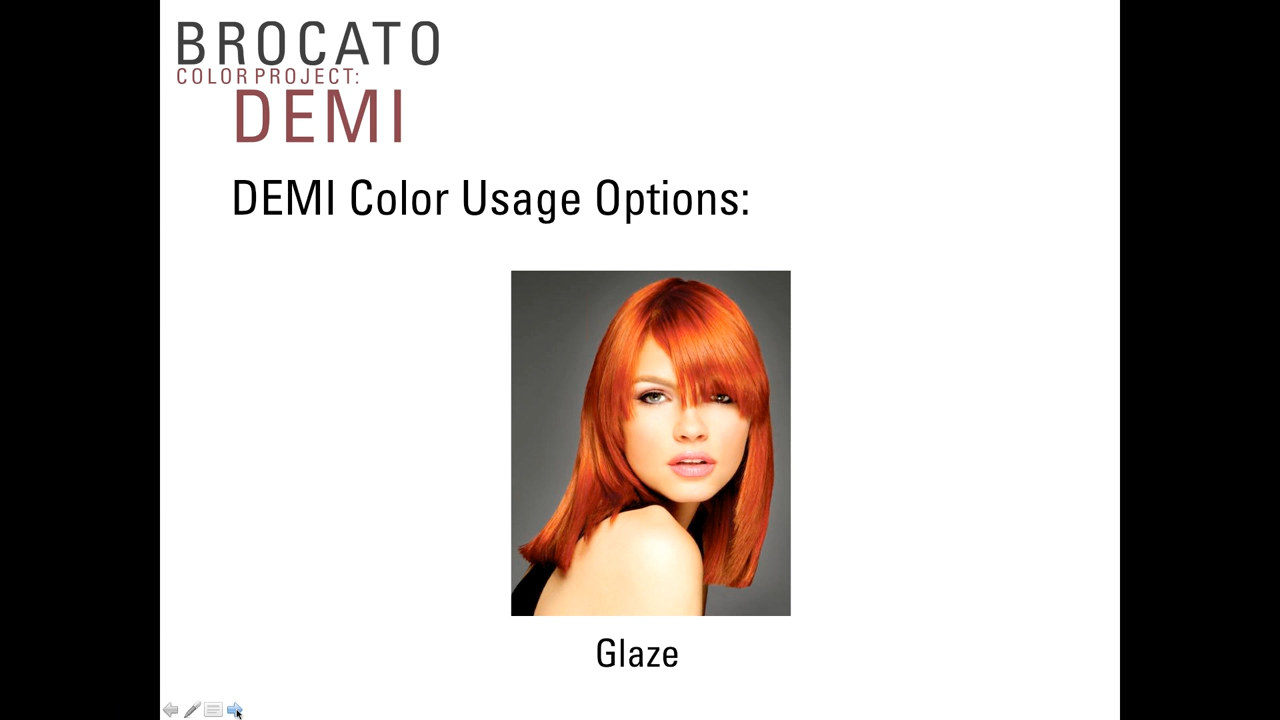 BROCATO
COLOR PROJECT:
DEMI
DEMI Color Usage Options:
Glaze